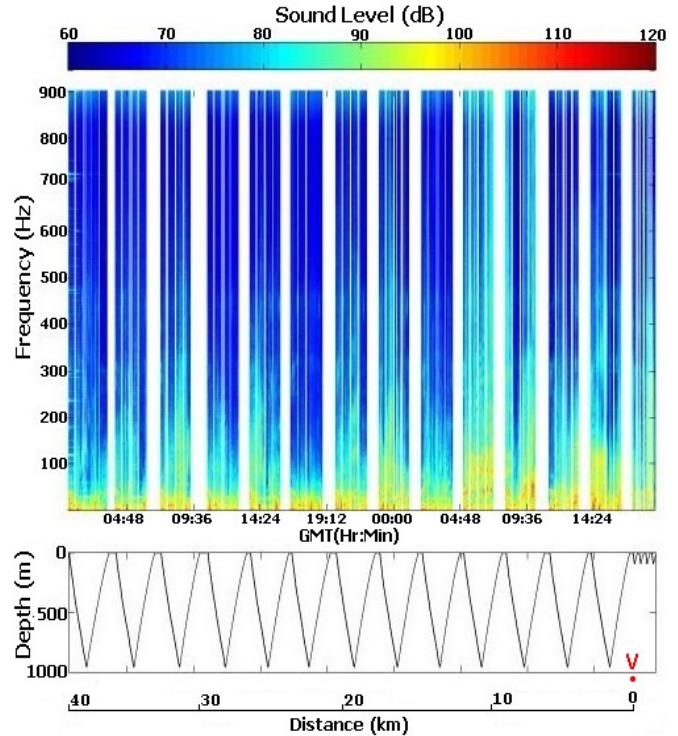 Sound Level (dB)
60 70 80 90 100 110 120
Frequency (Hz)
900
800
700
600
500
400
300
200
100
04:48 09:36 14:24 19:12 00:00 04:48 09:36 14:24
GMT(Hr:Min)
Depth (m)
0
500
1000
V
40 30 20 10 0
Distance (km)